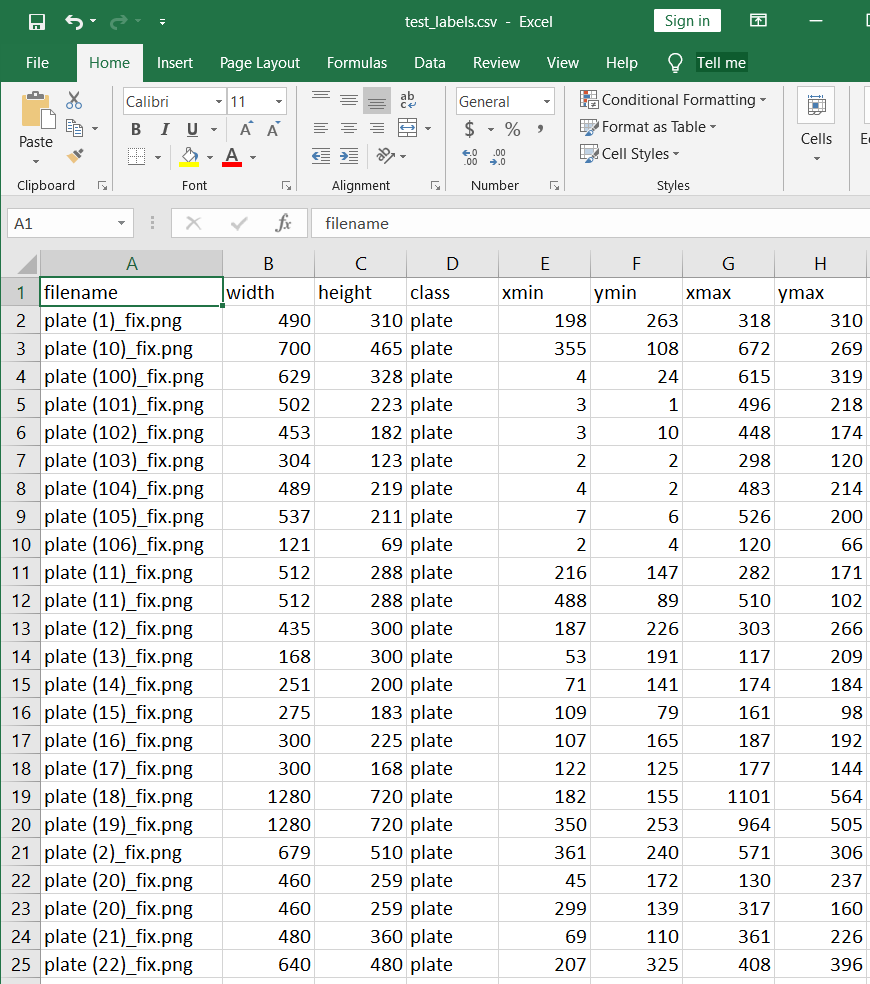 test_labels.csv - Excel
Sign in
File Home Insert Page Layout Formulas Data Review View Help Tell me
Calibri 11 ab c General Conditional Formatting
B I U A A $ % , Format as Table
Paste A Cell Styles Cells
.0 .00 .00 .0
Clipboard Font Alignment Number Styles
A1 fx filename
A B C D E F G H
1 filename width height class xmin ymin xmax ymax
2 plate (1)_fix.png 490 310 plate 198 263 318 310
3 plate (10)_fix.png 700 465 plate 355 108 672 269
4 plate (100)_fix.png 629 328 plate 4 24 615 319
5 plate (101)_fix.png 502 223 plate 3 1 496 218
6 plate (102)_fix.png 453 182 plate 3 10 448 174
7 plate (103)_fix.png 304 123 plate 2 2 298 120
8 plate (104)_fix.png 489 219 plate 4 2 483 214
9 plate (105)_fix.png 537 211 plate 7 6 526 200
10 plate (106)_fix.png 121 69 plate 2 4 120 66
11 plate (11)_fix.png 512 288 plate 216 147 282 171
12 plate (11)_fix.png 512 288 plate 488 89 510 102
13 plate (12)_fix.png 435 300 plate 187 226 303 266
14 plate (13)_fix.png 168 300 plate 53 191 117 209
15 plate (14)_fix.png 251 200 plate 71 141 174 184
16 plate (15)_fix.png 275 183 plate 109 79 161 98
17 plate (16)_fix.png 300 225 plate 107 165 187 192
18 plate (17)_fix.png 300 168 plate 122 125 177 144
19 plate (18)_fix.png 1280 720 plate 182 155 1101 564
20 plate (19)_fix.png 1280 720 plate 350 253 964 505
21 plate (2)_fix.png 679 510 plate 361 240 571 306
22 plate (20)_fix.png 460 259 plate 45 172 130 237
23 plate (20)_fix.png 460 259 plate 299 139 317 160
24 plate (21)_fix.png 480 360 plate 69 110 361 226
25 plate (22)_fix.png 640 480 plate 207 325 408 396